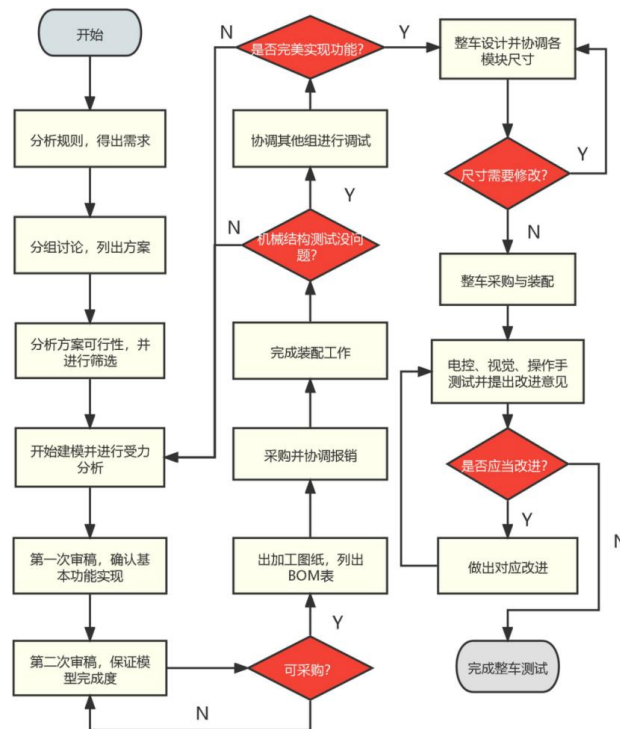 开始
分析规则，得出需求
分组讨论，列出方案
分析方案可行性，并
进行筛选
开始建模并进行受力
分析
第一次审稿，确认基
本功能实现
第二次审稿，保证模
型完成度
可采购?
N
Y
出加工图纸，列出
BOM表
采购并协调报销
完成装配工作
机械结构测试没问
题?
N
Y
协调其他组进行调试
是否完美实现功能?
N
Y
整车设计并协调各
模块尺寸
尺寸需要修改?
Y
N
整车采购与装配
电控、视觉、操作手
测试并提出改进意见
是否应当改进?
Y
N
做出对应改进
完成整车测试